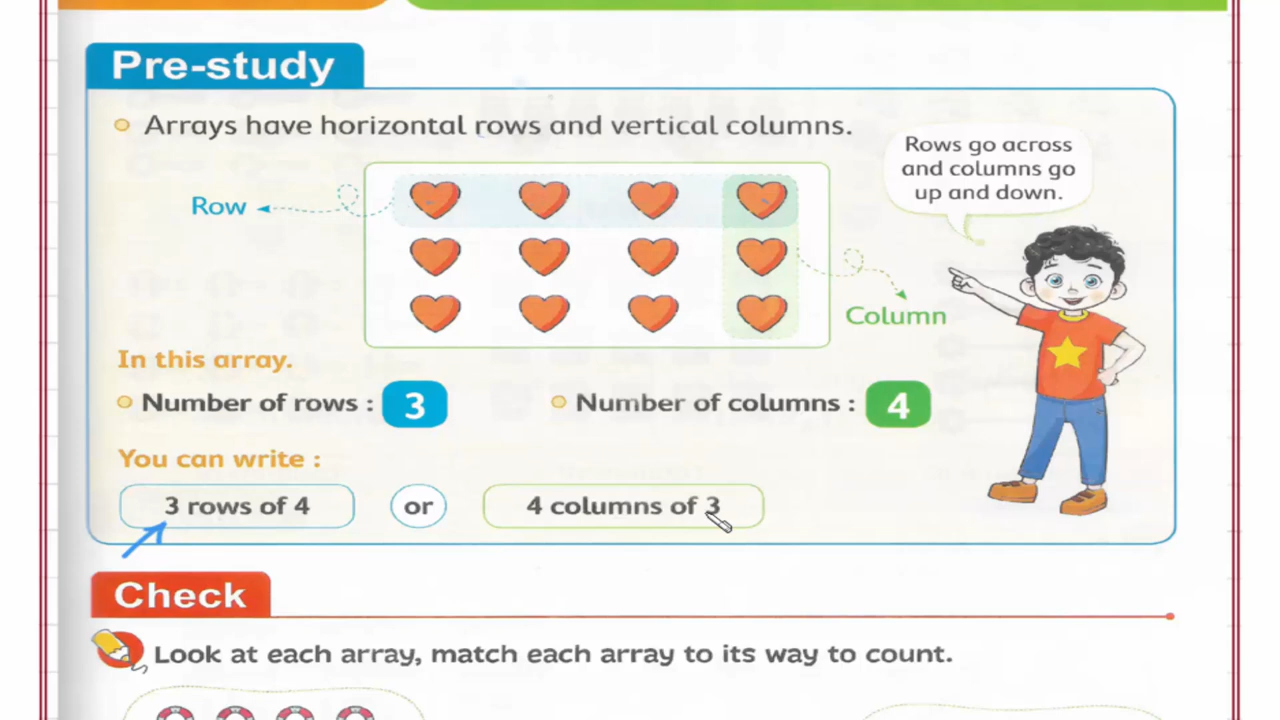 Pre-study
Arrays have horizontal rows and vertical columns.
Rows go across
and columns go
up and down.
Row
Column
In this array.
Number of rows : 3
Number of columns : 4
You can write :
3 rows of 4 or 4 columns of 3
Check
Look at each array, match each array to its way to count.